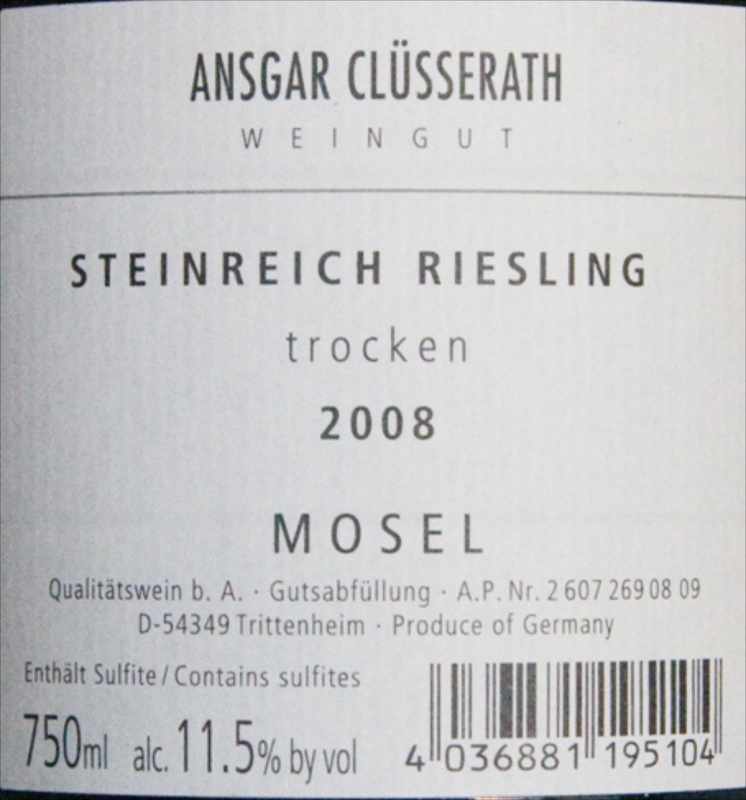 ANSGAR CLÜSSERATH
WEINGUT
STEINREICH RIESLING
trocken
2008
MOSEL
Qualitätswein b. A. · Gutsabfüllung · A.P. Nr. 2 607 269 08 09
D-54349 Trittenheim · Produce of Germany
Enthält Sulfite / Contains sulfites
750ml alc. 11.5% by vol
4 036881 195104